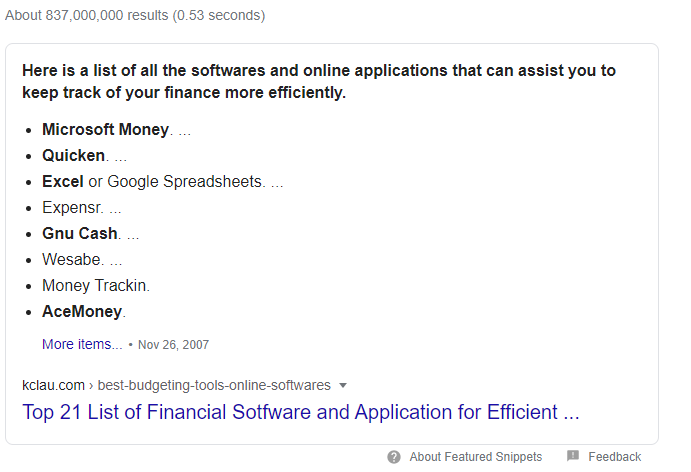 About 837,000,000 results (0.53 seconds)
Here is a list of all the softwares and online applications that can assist you to
keep track of your finance more efficiently.
• Microsoft Money. ...
• Quicken. ...
• Excel or Google Spreadsheets. ...
• Expensr. ...
• Gnu Cash. ...
• Wesabe. ...
• Money Trackin.
• AceMoney.
More items... • Nov 26, 2007
kclau.com › best-budgeting-tools-online-softwares
Top 21 List of Financial Sotfware and Application for Efficient ...
About Featured Snippets Feedback